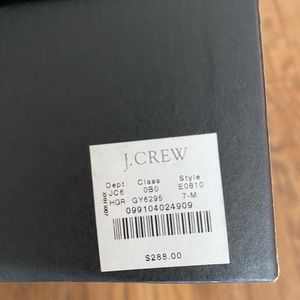 J.CREW
Dept Class Style
JC6 0B0 E0810
HGR GY6295 7-M
099104024909
$288.00